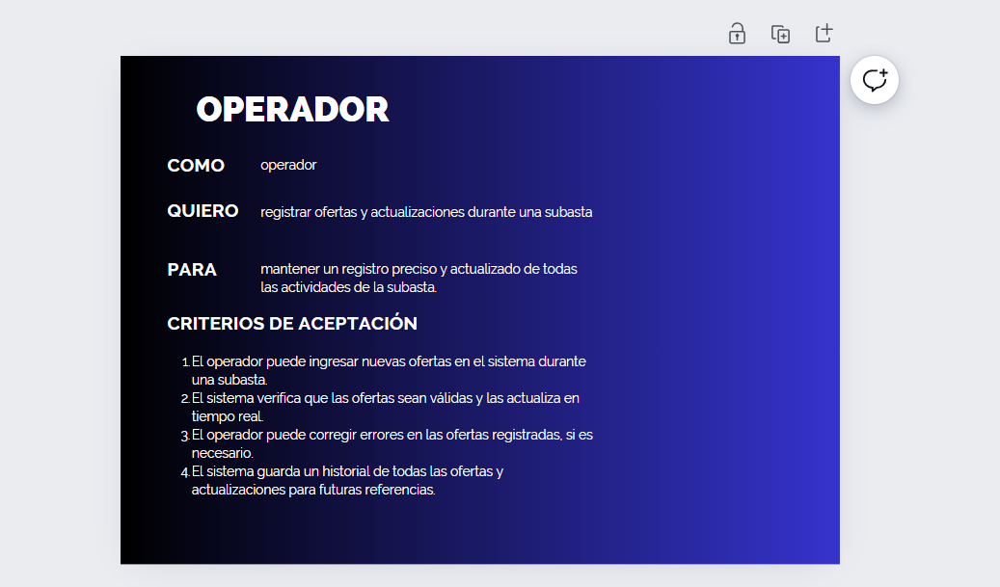 OPERADOR
COMO operador
QUIERO registrar ofertas y actualizaciones durante una subasta
PARA mantener un registro preciso y actualizado de todas
las actividades de la subasta.
CRITERIOS DE ACEPTACIÓN
1. El operador puede ingresar nuevas ofertas en el sistema durante
una subasta.
2. El sistema verifica que las ofertas sean válidas y las actualiza en
tiempo real.
3. El operador puede corregir errores en las ofertas registradas, si es
necesario.
4. El sistema guarda un historial de todas las ofertas y
actualizaciones para futuras referencias.